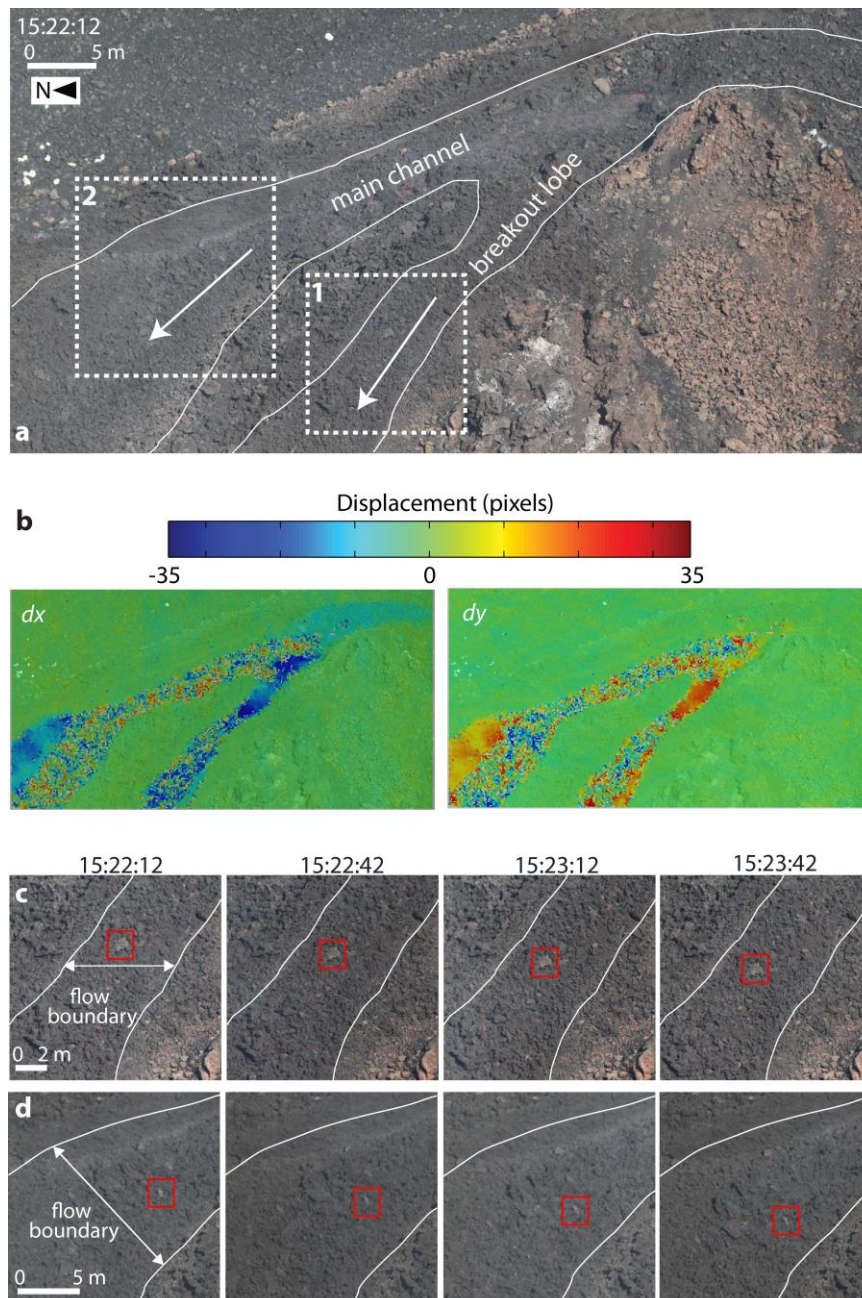 15:22:12
0 5 m
N
2
main channel
breakout lobe
1
a
b
Displacement (pixels)
-35 0 35
dx
dy
15:22:12 15:22:42 15:23:12 15:23:42
c
flow
boundary
0 2 m
d
flow
boundary
0 5 m